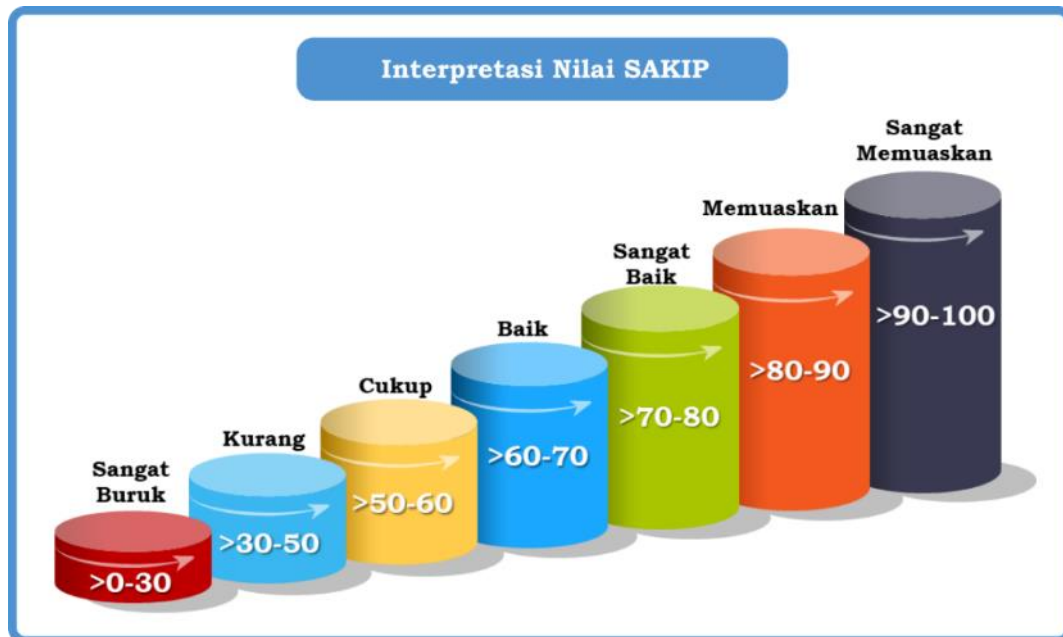 Interpretasi Nilai SAKIP
Sangat
Buruk
>0-30
Kurang
>30-50
Cukup
>50-60
Baik
>60-70
Sangat
Baik
>70-80
Memuaskan
>80-90
Sangat
Memuaskan
>90-100